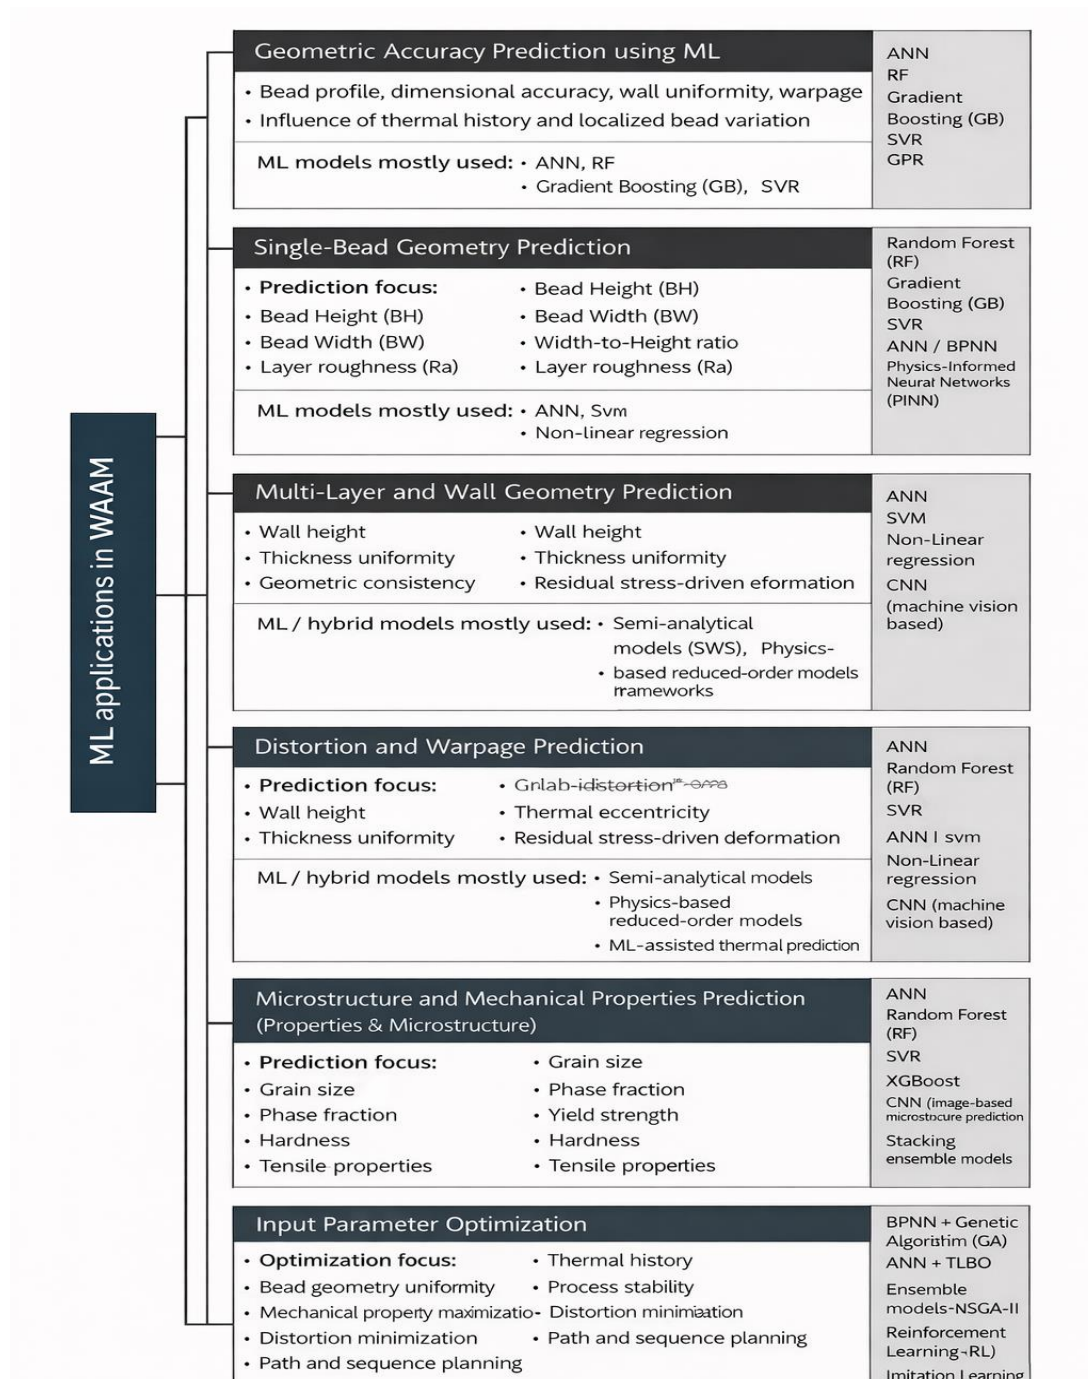 ML applications in WAAM
Geometric Accuracy Prediction using ML
• Bead profile, dimensional accuracy, wall uniformity, warpage
• Influence of thermal history and localized bead variation
ML models mostly used: • ANN, RF
• Gradient Boosting (GB), SVR
ANN
RF
Gradient
Boosting (GB)
SVR
GPR
Single-Bead Geometry Prediction
• Prediction focus:
• Bead Height (BH)
• Bead Width (BW)
• Layer roughness (Ra)
• Bead Height (BH)
• Bead Width (BW)
• Width-to-Height ratio
• Layer roughness (Ra)
ML models mostly used: • ANN, Svm
• Non-linear regression
Random Forest
(RF)
Gradient
Boosting (GB)
SVR
ANN / BPNN
Physics-Informed
Neural Networks
(PINN)
Multi-Layer and Wall Geometry Prediction
• Wall height
• Thickness uniformity
• Geometric consistency
• Wall height
• Thickness uniformity
• Residual stress-driven eformation
ML / hybrid models mostly used: • Semi-analytical
models (SWS), Physics-
• based reduced-order models
rrameworks
ANN
SVM
Non-Linear
regression
CNN
(machine vision
based)
Distortion and Warpage Prediction
• Prediction focus:
• Wall height
• Thickness uniformity
• Thermal eccentricity
• Residual stress-driven deformation
ML / hybrid models mostly used: • Semi-analytical models
• Physics-based
reduced-order models
• ML-assisted thermal prediction
ANN
Random Forest
(RF)
SVR
ANN | svm
Non-Linear
regression
CNN (machine
vision based)
Microstructure and Mechanical Properties Prediction
(Properties & Microstructure)
• Prediction focus:
• Grain size
• Phase fraction
• Hardness
• Tensile properties
• Grain size
• Phase fraction
• Yield strength
• Hardness
• Tensile properties
ANN
Random Forest
(RF)
SVR
XGBoost
CNN (image-based
prediction
Stacking
ensemble models
Input Parameter Optimization
• Optimization focus:
• Bead geometry uniformity
• Mechanical property maximizatio-
• Distortion minimization
• Path and sequence planning
• Thermal history
• Process stability
Distortion
• Path and sequence planning
BPNN + Genetic
(GA)
ANN + TLBO
Ensemble
models-NSGA-II
Reinforcement
Learning-RL)
Imitation Learning